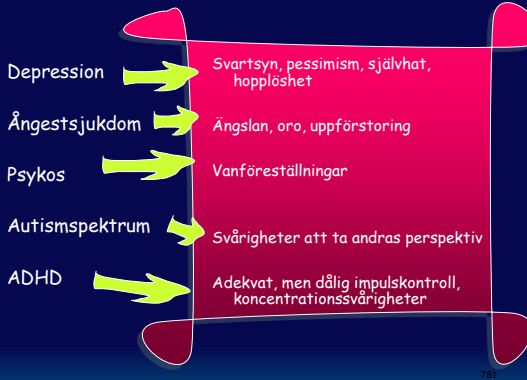 Depression
Svartsyn, pessimism, självhat,
hopplöshet
Ångestsjukdom
Ängslan, oro, uppförstoring
Psykos
Vanföreställningar
Autismspektrum
Svårigheter att ta andras perspektiv
ADHD
Adekvat, men dålig impulskontroll,
koncentrationssvårigheter
781